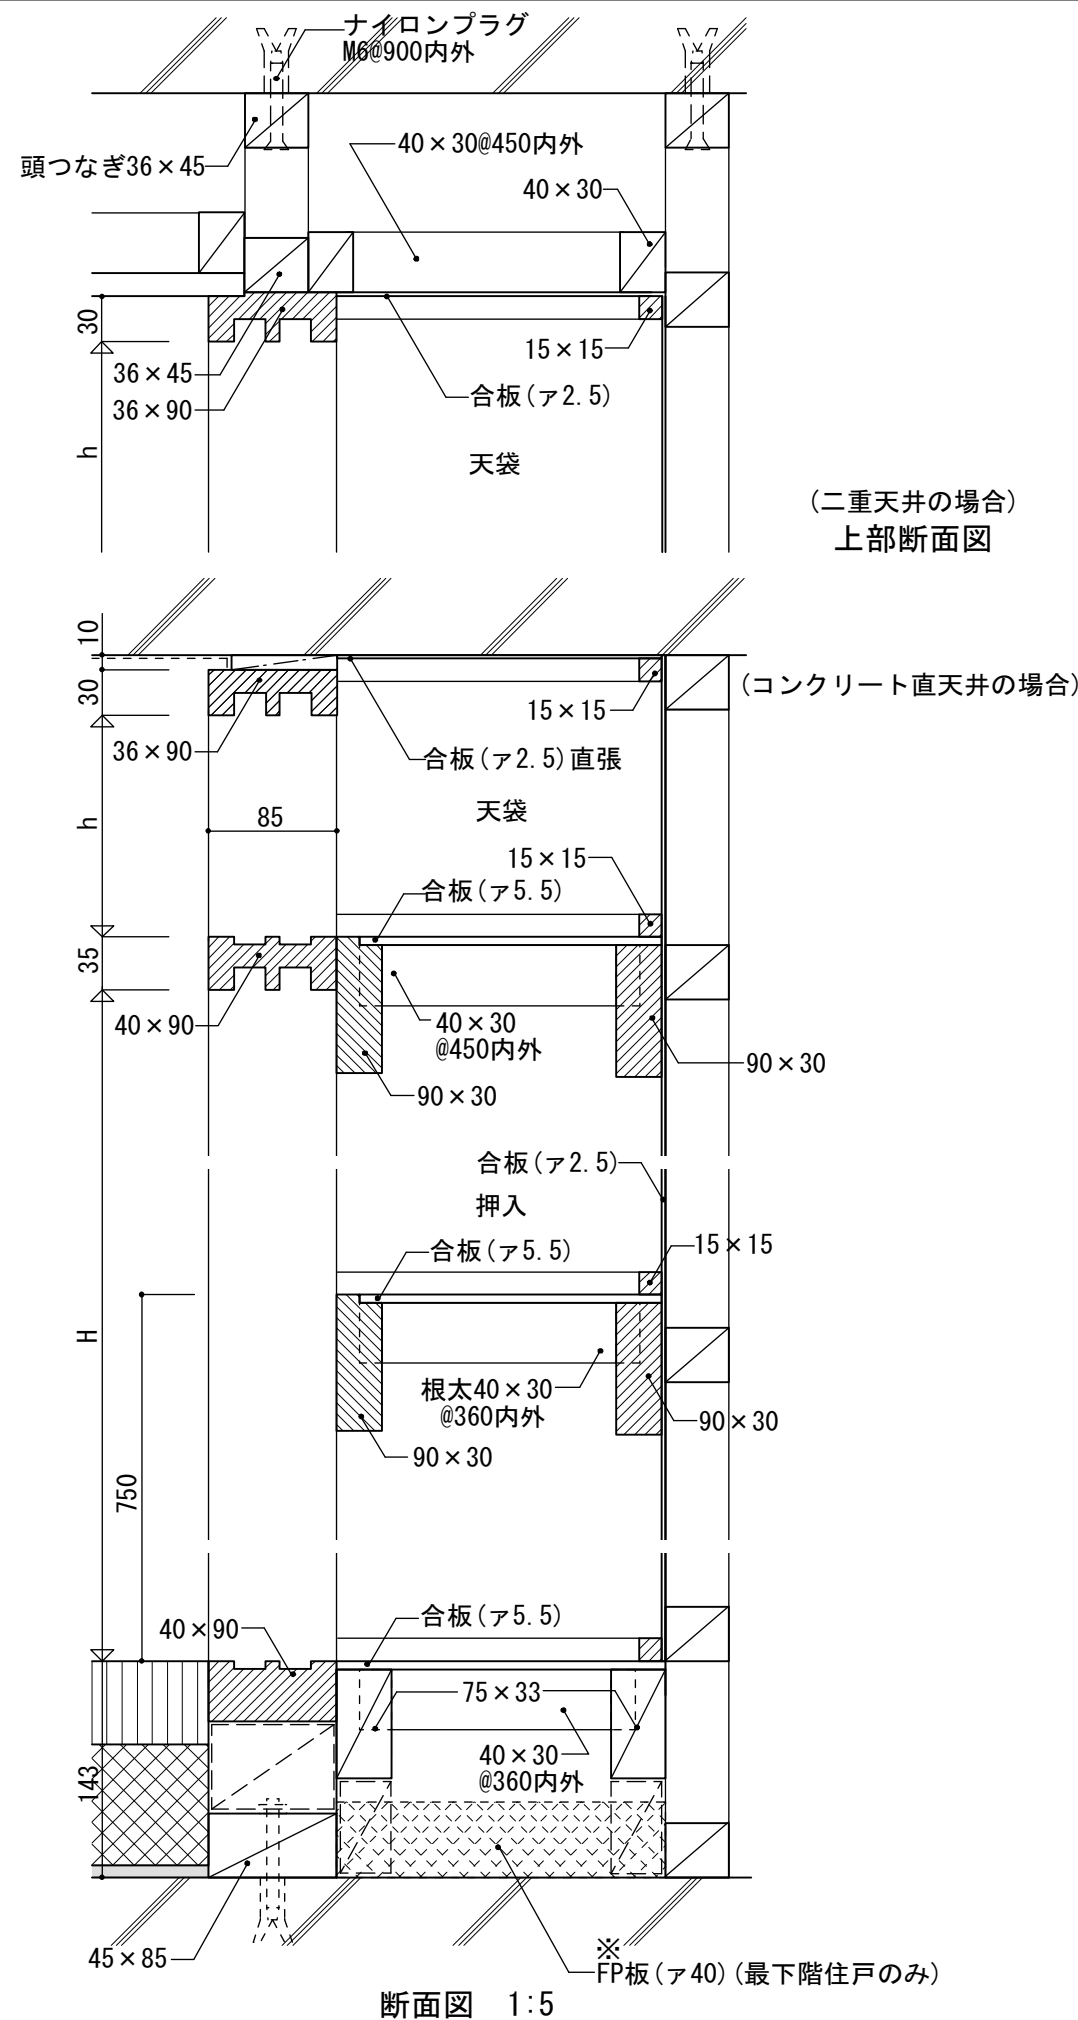 ナイロンプラグ
M6@900内外
頭つなぎ36×45
40×30@450内外
40×30
30
15×15
36×45
合板(ァ2.5)
36×90
h
天袋
(二重天井の場合)
上部断面図
10
30
15×15
(コンクリート直天井の場合)
36×90
合板(ァ2.5)直張
h
85
天袋
15×15
合板(ァ5.5)
35
40×90
40×30
@450内外
90×30
90×30
合板(ァ2.5)
押入
合板(ァ5.5)
15×15
H
根太40×30
@360内外
90×30
90×30
750
合板(ァ5.5)
40×90
75×33
40×30
@360内外
143
45×85
※
FP板(ァ40)(最下階住戸のみ)
断面図 1:5